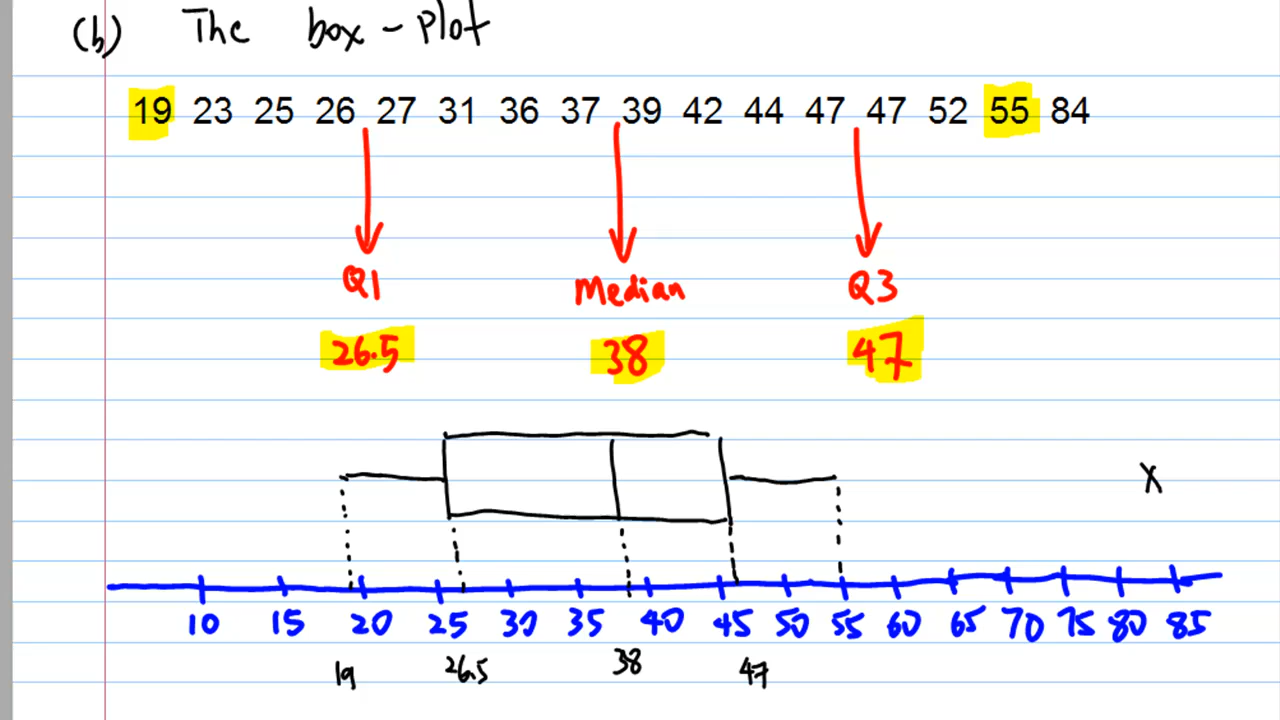 (b) The box-plot
19 23 25 26 27 31 36 37 39 42 44 47 47 52 55 84
Q1 Median Q3
26.5 38 47
X
10 15 20 25 30 35 40 45 50 55 60 65 70 75 80 85
19 26.5 38 47